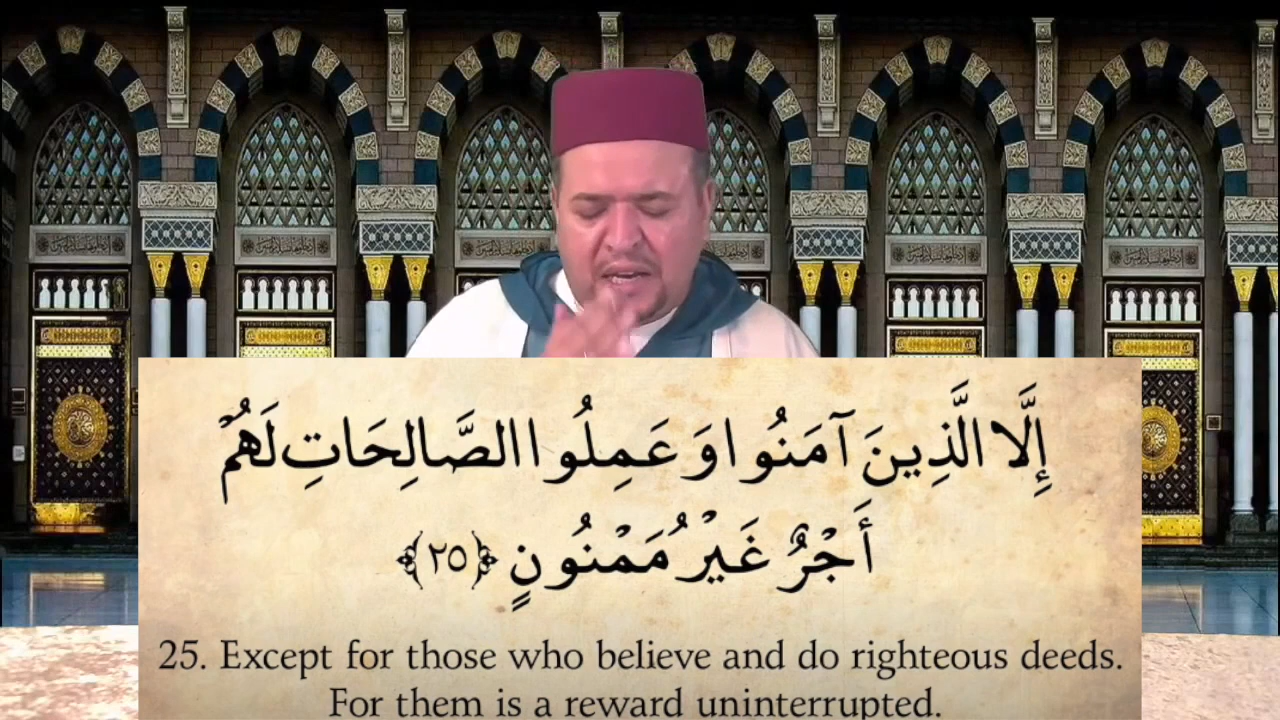 إِلَّا الَّذِينَ آمَنُوا وَ عَمِلُوا الصَّالِحَاتِ لَهُمْ
أَجْرٌ غَيْرُ مَمْنُونٍ ﴿٢٥﴾
25. Except for those who believe and do righteous deeds.
For them is a reward uninterrupted.